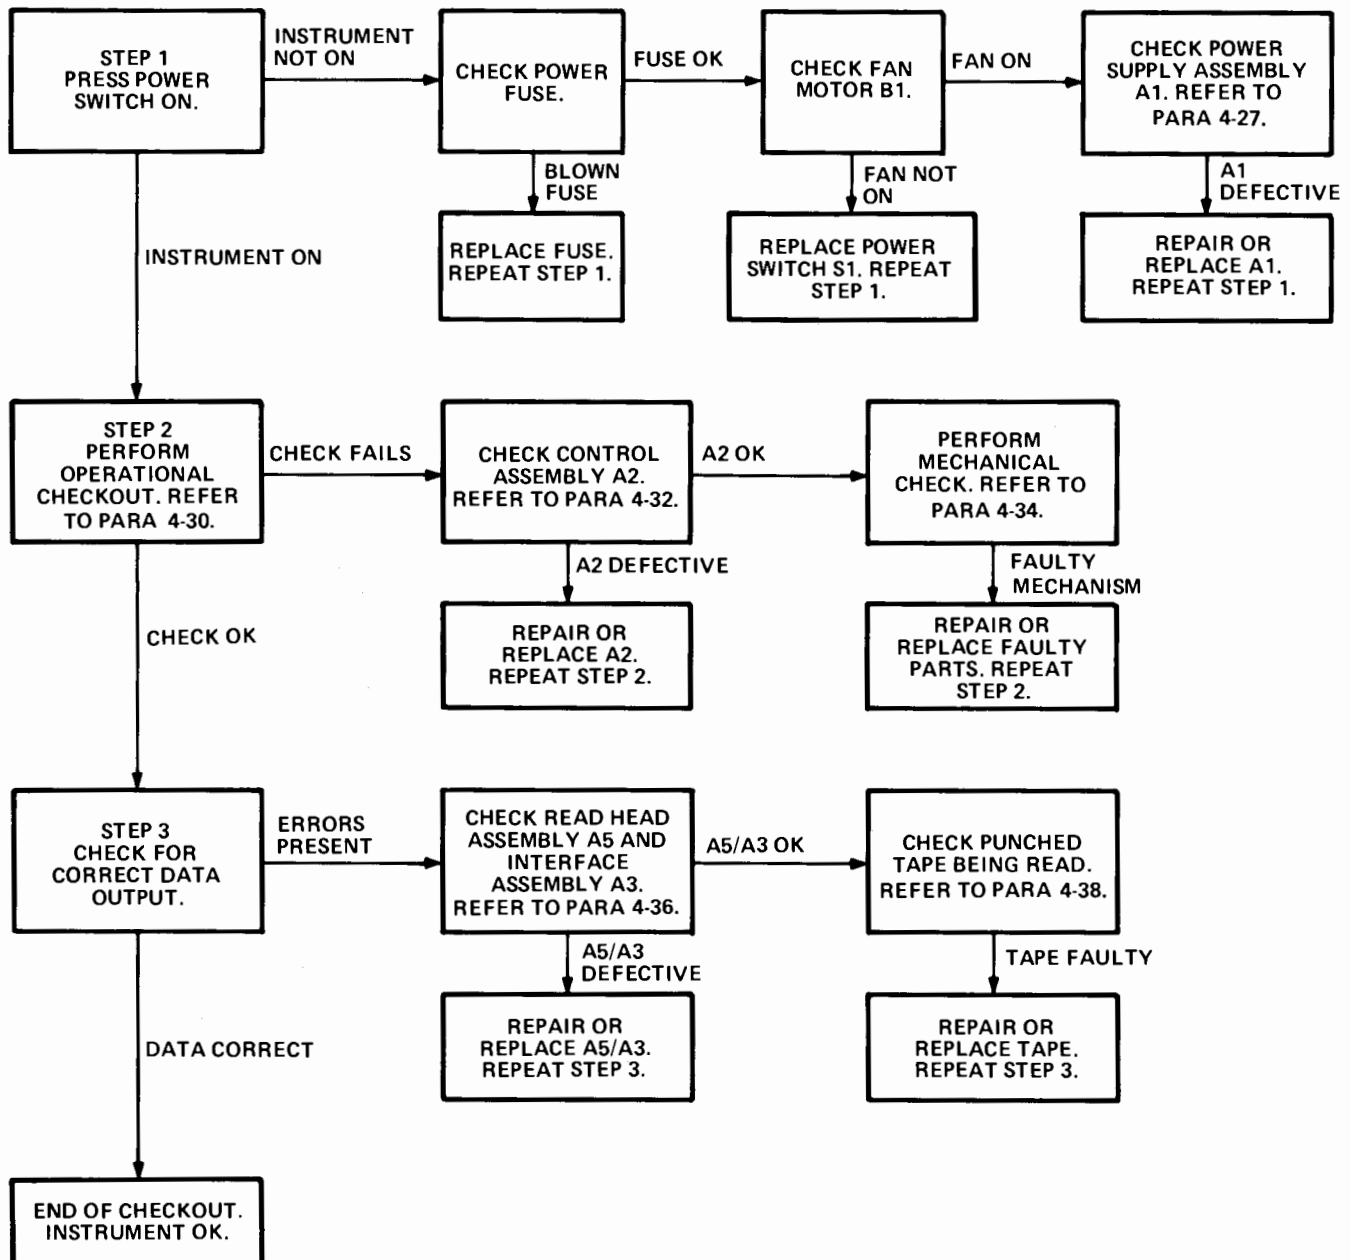 STEP 1
PRESS POWER
SWITCH ON.
INSTRUMENT
NOT ON
CHECK POWER
FUSE.
FUSE OK
CHECK FAN
MOTOR B1.
FAN ON
CHECK POWER
SUPPLY ASSEMBLY
A1. REFER TO
PARA 4-27.
BLOWN
FUSE
FAN NOT
ON
A1
DEFECTIVE
REPLACE FUSE.
REPEAT STEP 1.
REPLACE POWER
SWITCH S1. REPEAT
STEP 1.
REPAIR OR
REPLACE A1.
REPEAT STEP 1.
INSTRUMENT ON
STEP 2
PERFORM
OPERATIONAL
CHECKOUT. REFER
TO PARA 4-30.
CHECK FAILS
CHECK CONTROL
ASSEMBLY A2.
REFER TO PARA 4-32.
A2 OK
PERFORM
MECHANICAL
CHECK. REFER TO
PARA 4-34.
A2 DEFECTIVE
FAULTY
MECHANISM
REPAIR OR
REPLACE A2.
REPEAT STEP 2.
REPAIR OR
REPLACE FAULTY
PARTS. REPEAT
STEP 2.
CHECK OK
STEP 3
CHECK FOR
CORRECT DATA
OUTPUT.
ERRORS
PRESENT
CHECK READ HEAD
ASSEMBLY A5 AND
INTERFACE
ASSEMBLY A3.
REFER TO PARA 4-36.
A5/A3 OK
CHECK PUNCHED
TAPE BEING READ.
REFER TO PARA 4-38.
A5/A3
DEFECTIVE
TAPE FAULTY
REPAIR OR
REPLACE A5/A3.
REPEAT STEP 3.
REPAIR OR
REPLACE TAPE.
REPEAT STEP 3.
DATA CORRECT
END OF CHECKOUT.
INSTRUMENT OK.